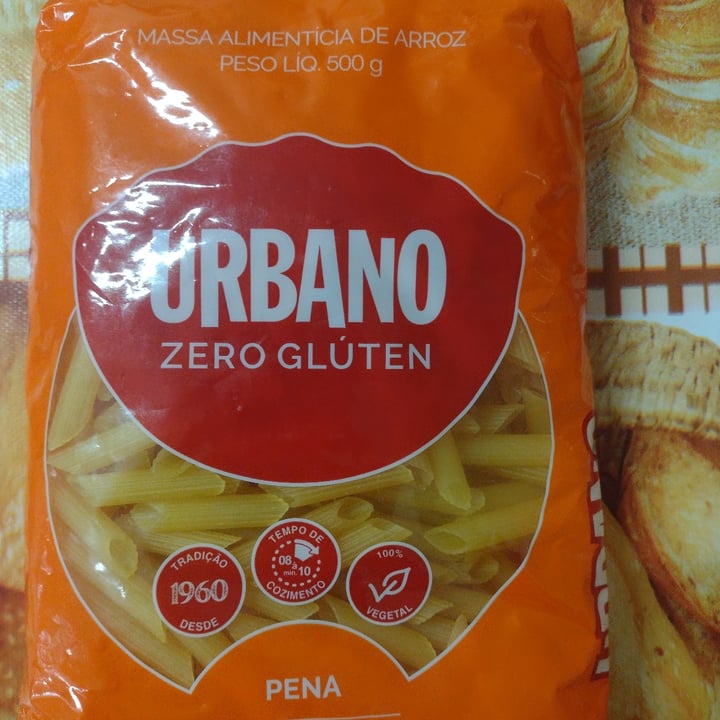 MASSA ALIMENTÍCIA DE ARROZ
PESO LÍQ. 500 g
URBANO
ZERO GLÚTEN
TRADIÇÃO
1960
DESDE
TEMPO DE
08 à 10
min.
COZIMENTO
100%
VEGETAL
PENA
URBANO